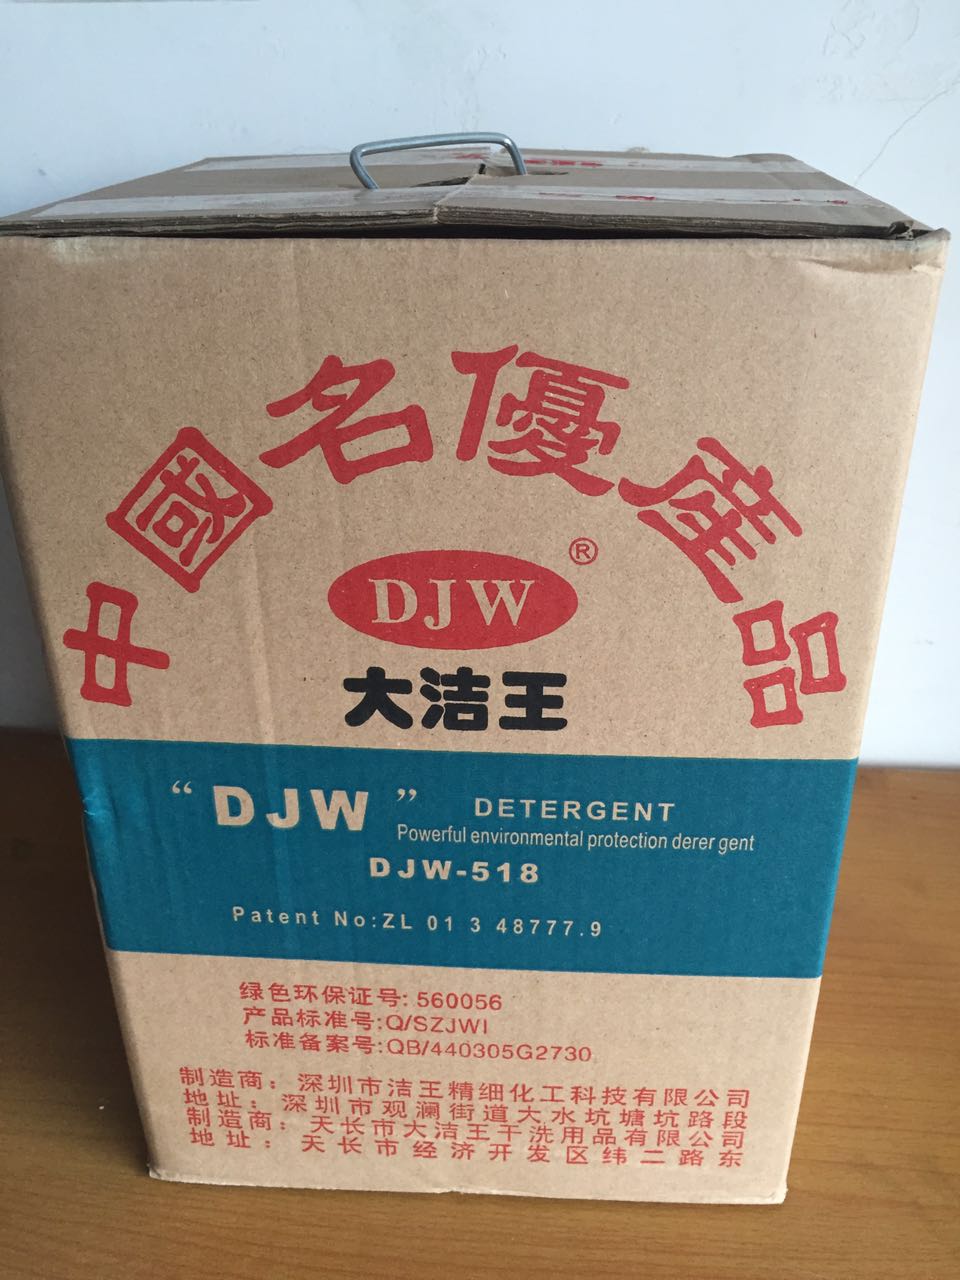 中國名優產品
DJW ®
大洁王
“DJW” DETERGENT
Powerful environmental protection derer gent
DJW-518
Patent No:ZL 01 3 48777.9
绿色环保证号: 560056
产品标准号:Q/SZJWI
标准备案号:QB/440305G2730
制造商：深圳市洁王精细化工科技有限公司
地址：深圳市观澜街道大水坑塘坑路段
制造商：天长市大洁王干洗用品有限公司
地址：天长市经济开发区纬二路东